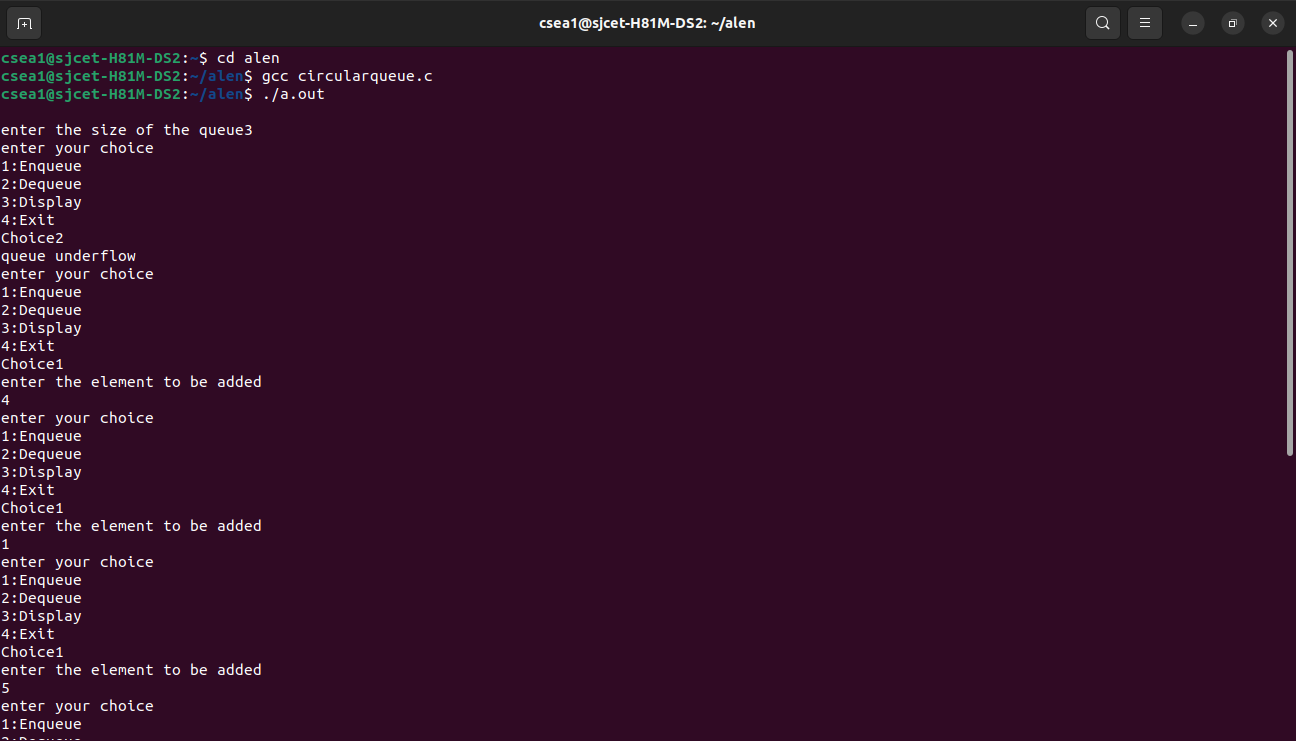 csea1@sjcet-H81M-DS2: ~/alen
csea1@sjcet-H81M-DS2:~$ cd alen
csea1@sjcet-H81M-DS2:~/alen$ gcc circularqueue.c
csea1@sjcet-H81M-DS2:~/alen$ ./a.out
enter the size of the queue3
enter your choice
1:Enqueue
2:Dequeue
3:Display
4:Exit
Choice2
queue underflow
enter your choice
1:Enqueue
2:Dequeue
3:Display
4:Exit
Choice1
enter the element to be added
4
enter your choice
1:Enqueue
2:Dequeue
3:Display
4:Exit
Choice1
enter the element to be added
1
enter your choice
1:Enqueue
2:Dequeue
3:Display
4:Exit
Choice1
enter the element to be added
5
enter your choice
1:Enqueue